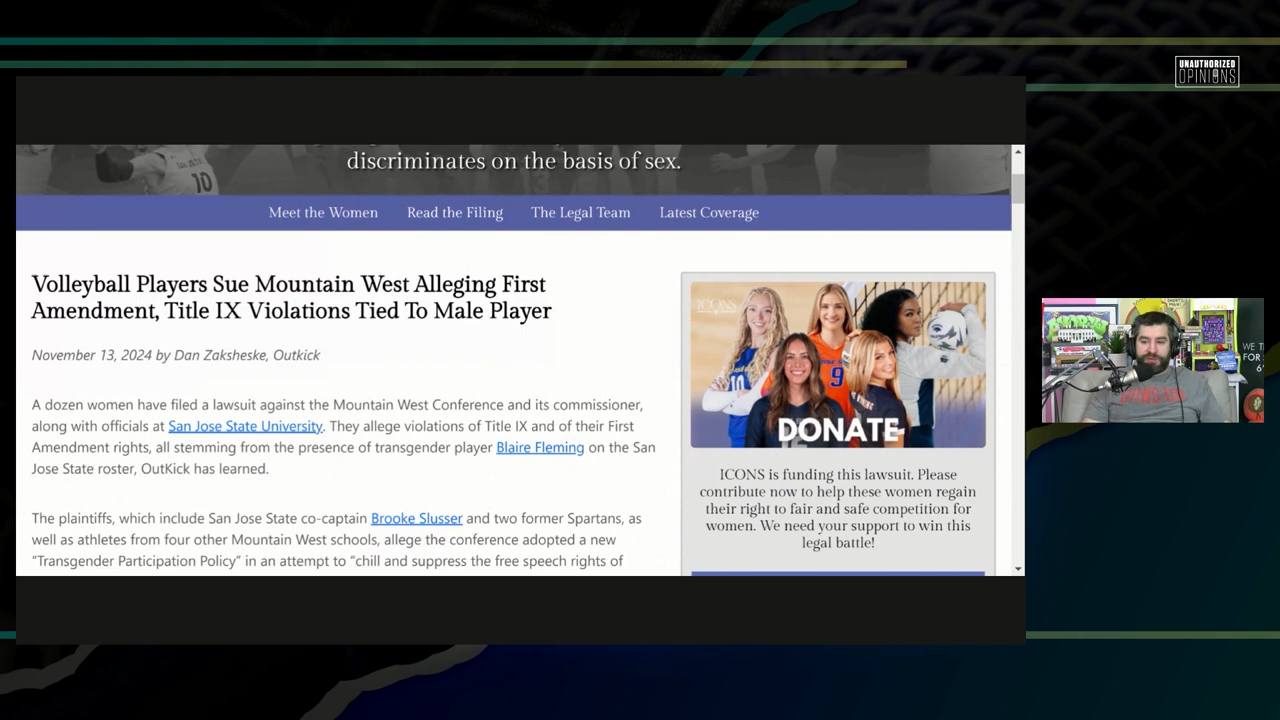 UNAUTHORIZED
OPINIONS
10
discriminates on the basis of sex.
Meet the Women Read the Filing The Legal Team Latest Coverage
Volleyball Players Sue Mountain West Alleging First
Amendment, Title IX Violations Tied To Male Player
November 13, 2024 by Dan Zaksheske, Outkick
A dozen women have filed a lawsuit against the Mountain West Conference and its commissioner,
along with officials at San Jose State University. They allege violations of Title IX and of their First
Amendment rights, all stemming from the presence of transgender player Blaire Fleming on the San
Jose State roster, OutKick has learned.
The plaintiffs, which include San Jose State co-captain Brooke Slusser and two former Spartans, as
well as athletes from four other Mountain West schools, allege the conference adopted a new
“Transgender Participation Policy” in an attempt to “chill and suppress the free speech rights of
ICONS
10
9
DONATE
ICONS is funding this lawsuit. Please
contribute now to help these women regain
their right to fair and safe competition for
women. We need your support to win this
legal battle!
WE T
FOR
6'